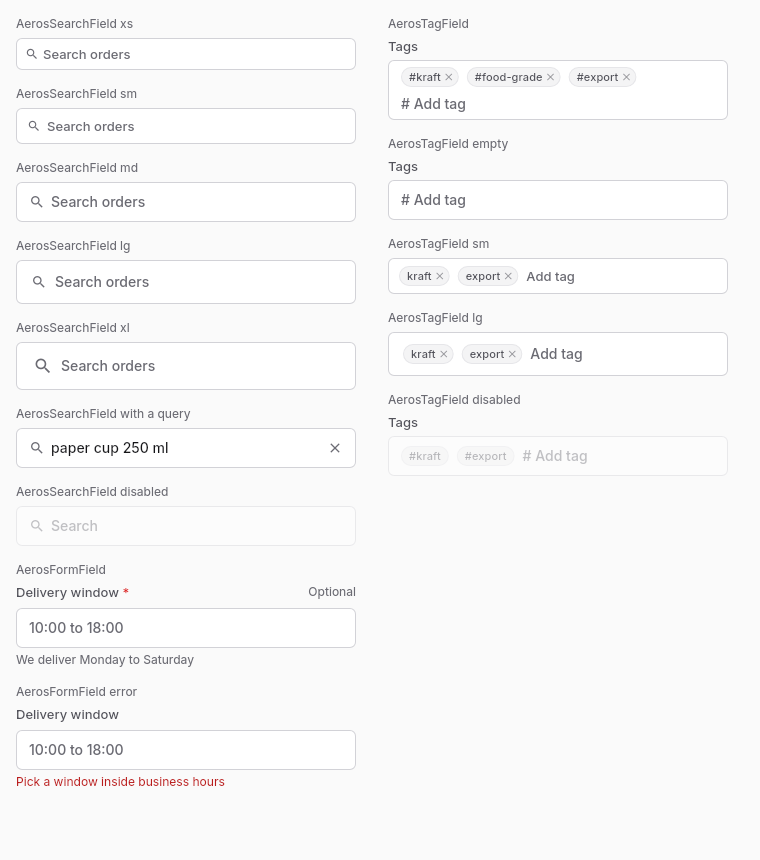 AerosSearchField xs
Search orders
AerosSearchField sm
Search orders
AerosSearchField md
Search orders
AerosSearchField lg
Search orders
AerosSearchField xl
Search orders
AerosSearchField with a query
paper cup 250 ml
AerosSearchField disabled
Search
AerosFormField
Delivery window * Optional
10:00 to 18:00
We deliver Monday to Saturday
AerosFormField error
Delivery window
10:00 to 18:00
Pick a window inside business hours
AerosTagField
Tags
#kraft #food-grade #export
# Add tag
AerosTagField empty
Tags
# Add tag
AerosTagField sm
kraft export Add tag
AerosTagField lg
kraft export Add tag
AerosTagField disabled
Tags
#kraft #export # Add tag